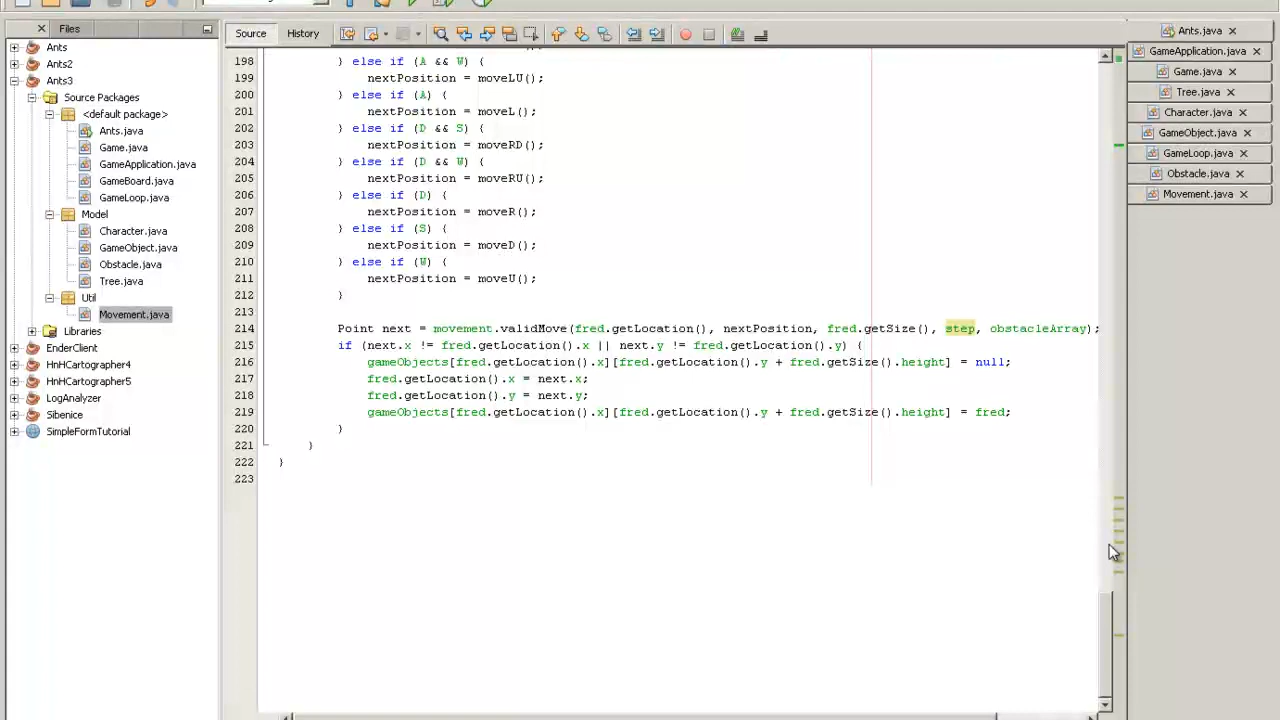 Files
Source
History
Ants
Ants2
Ants3
Source Packages
<default package>
Ants.java
Game.java
GameApplication.java
GameBoard.java
GameLoop.java
Model
Character.java
GameObject.java
Obstacle.java
Tree.java
Util
Movement.java
Libraries
EnderClient
HnHCartographer4
HnHCartographer5
LogAnalyzer
Sibenice
SimpleFormTutorial
198 } else if (A && W) {
199 nextPosition = moveLU();
200 } else if (A) {
201 nextPosition = moveL();
202 } else if (D && S) {
203 nextPosition = moveRD();
204 } else if (D && W) {
205 nextPosition = moveRU();
206 } else if (D) {
207 nextPosition = moveR();
208 } else if (S) {
209 nextPosition = moveD();
210 } else if (W) {
211 nextPosition = moveU();
212 }
213
214 Point next = movement.validMove(fred.getLocation(), nextPosition, fred.getSize(), step, obstacleArray);
215 if (next.x != fred.getLocation().x || next.y != fred.getLocation().y) {
216 gameObjects[fred.getLocation().x][fred.getLocation().y + fred.getSize().height] = null;
217 fred.getLocation().x = next.x;
218 fred.getLocation().y = next.y;
219 gameObjects[fred.getLocation().x][fred.getLocation().y + fred.getSize().height] = fred;
220 }
221 }
222 }
223
Ants.java
GameApplication.java
Game.java
Tree.java
Character.java
GameObject.java
GameLoop.java
Obstacle.java
Movement.java